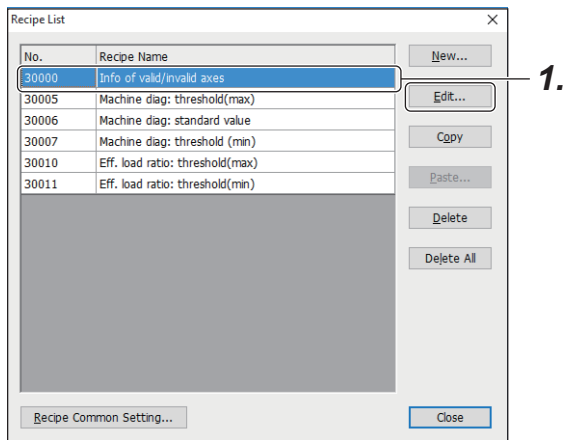 Recipe List
No. Recipe Name
30000 Info of valid/invalid axes
30005 Machine diag: threshold(max)
30006 Machine diag: standard value
30007 Machine diag: threshold (min)
30010 Eff. load ratio: threshold(max)
30011 Eff. load ratio: threshold(min)
New...
1.
Edit...
Copy
Paste...
Delete
Delete All
Recipe Common Setting...
Close